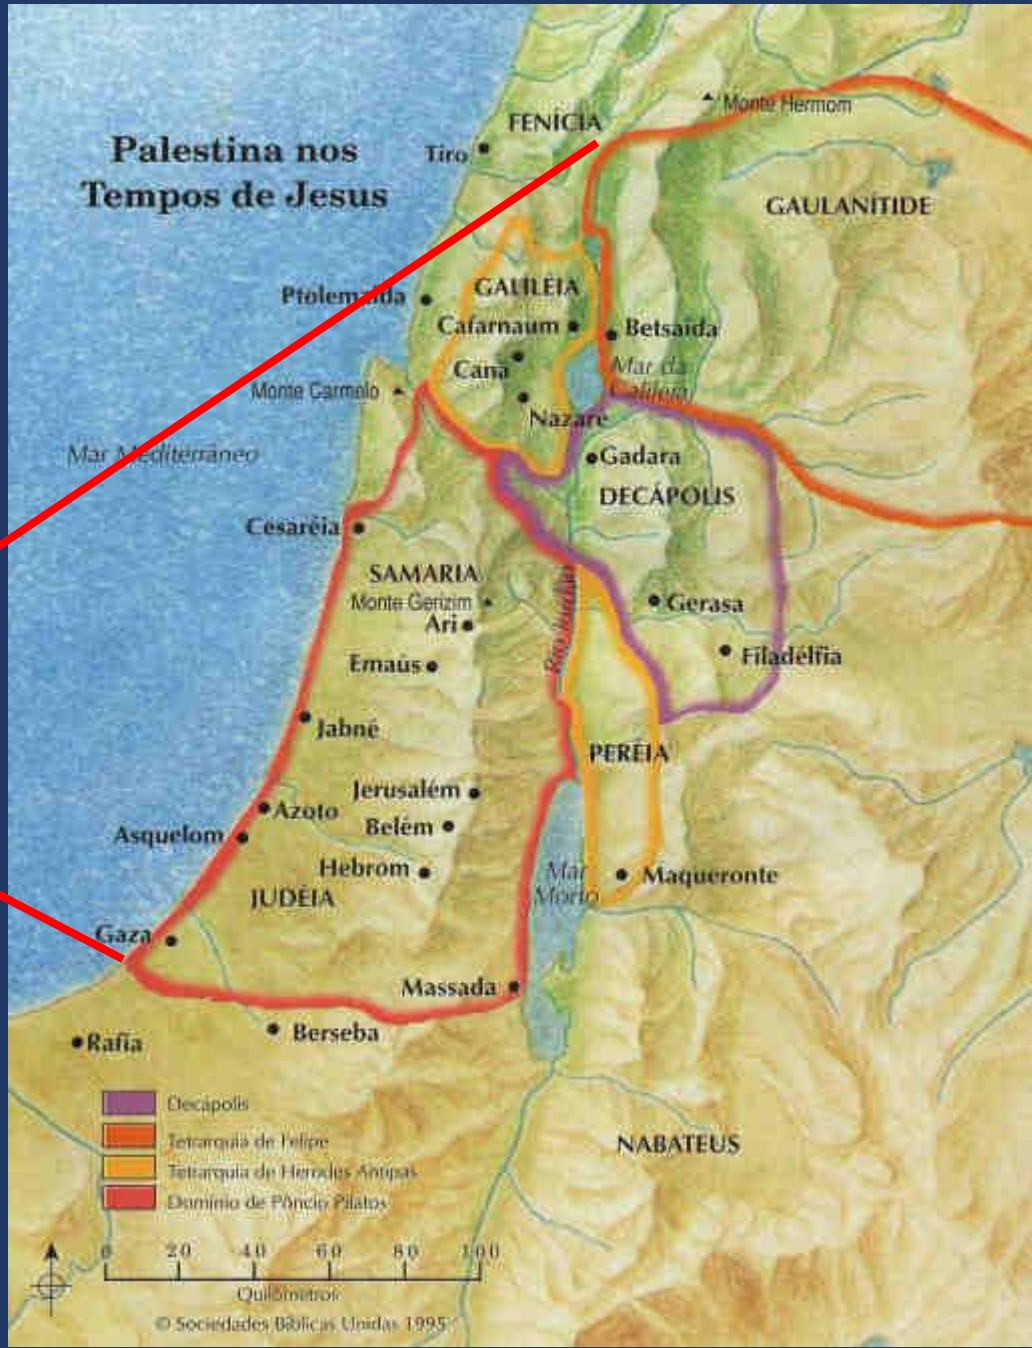 Palestina nos
Tempos de Jesus
FENÍCIA
Monte Hermom
Tiro
GAULANÍTIDE
Ptolemaida
GALILÉIA
Cafarnaum
Betsaida
Caná
Mar da
Galiléia
Monte Carmelo
Nazaré
Mar Mediterrâneo
Gadara
DECÁPOLIS
Cesaréia
SAMARIA
Monte Gerizim
Ari
Rio Jordão
Gerasa
Emaús
Filadélfia
Jabné
PERÉIA
Jerusalém
Azoto
Belém
Asquelom
Hebrom
Mar
Morto
Maqueronte
JUDÉIA
Gaza
Massada
Berseba
Rafia
Decápolis
Tetrarquia de Felipe
Tetrarquia de Herodes Antipas
Domínio de Pôncio Pilatos
NABATEUS
0 20 40 60 80 100
Quilômetros
© Sociedades Bíblicas Unidas 1995